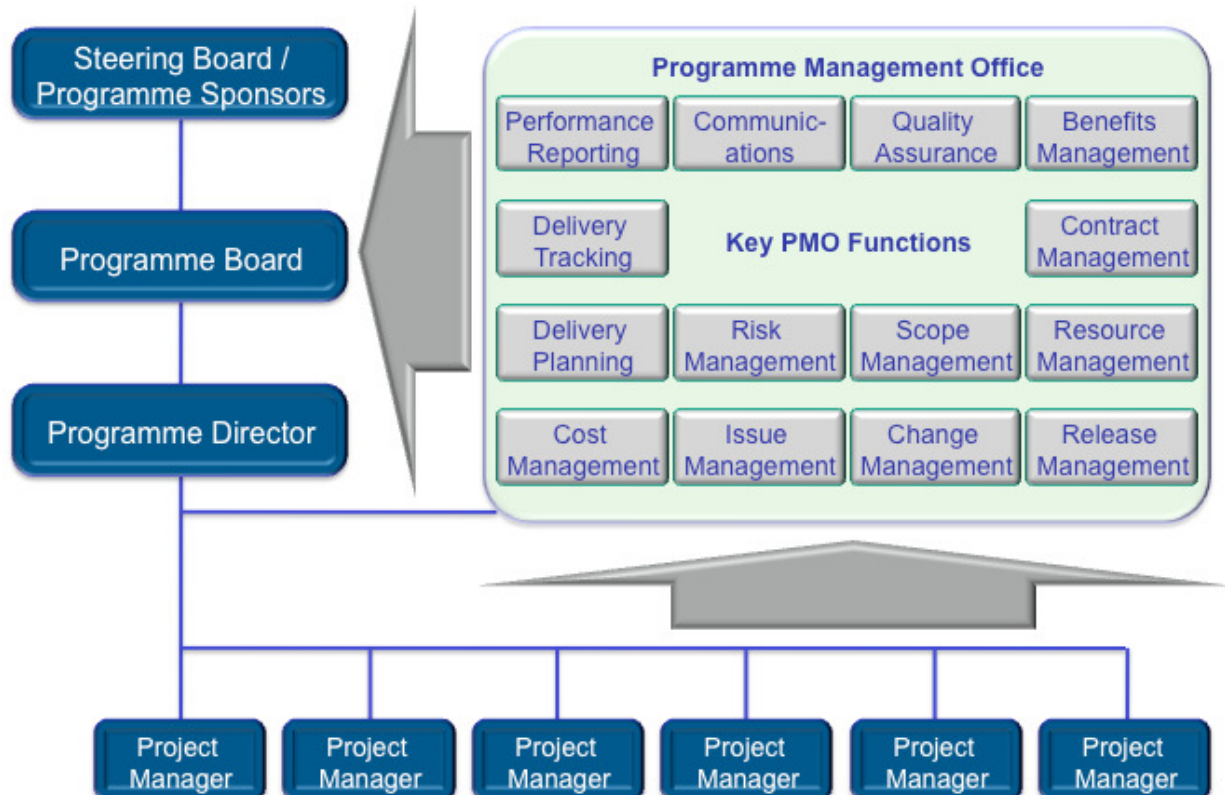 Steering Board /
Programme Sponsors
Programme Board
Programme Director
Programme Management Office
Performance
Reporting
Communic-
ations
Quality
Assurance
Benefits
Management
Delivery
Tracking
Key PMO Functions
Contract
Management
Delivery
Planning
Risk
Management
Scope
Management
Resource
Management
Cost
Management
Issue
Management
Change
Management
Release
Management
Project
Manager
Project
Manager
Project
Manager
Project
Manager
Project
Manager
Project
Manager